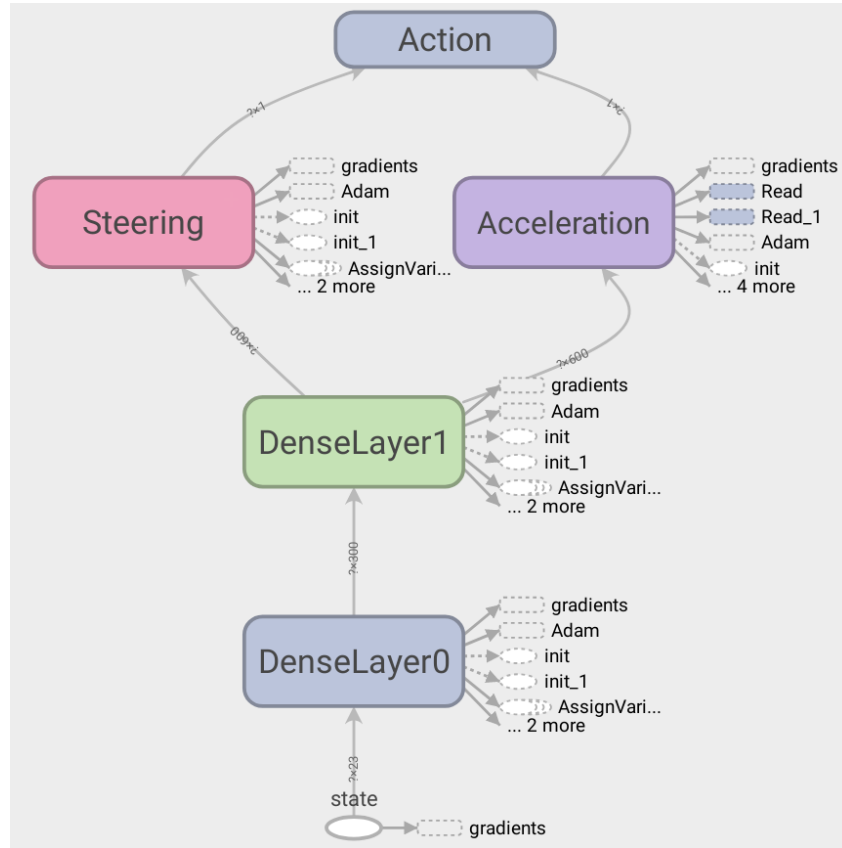 Action
?×1
?×1
Steering
gradients
Adam
init
init_1
AssignVari...
... 2 more
Acceleration
gradients
Read
Read_1
Adam
init
... 4 more
?×600
?×600
DenseLayer1
gradients
Adam
init
init_1
AssignVari...
... 2 more
?×300
DenseLayer0
gradients
Adam
init
init_1
AssignVari...
... 2 more
?×23
state
gradients